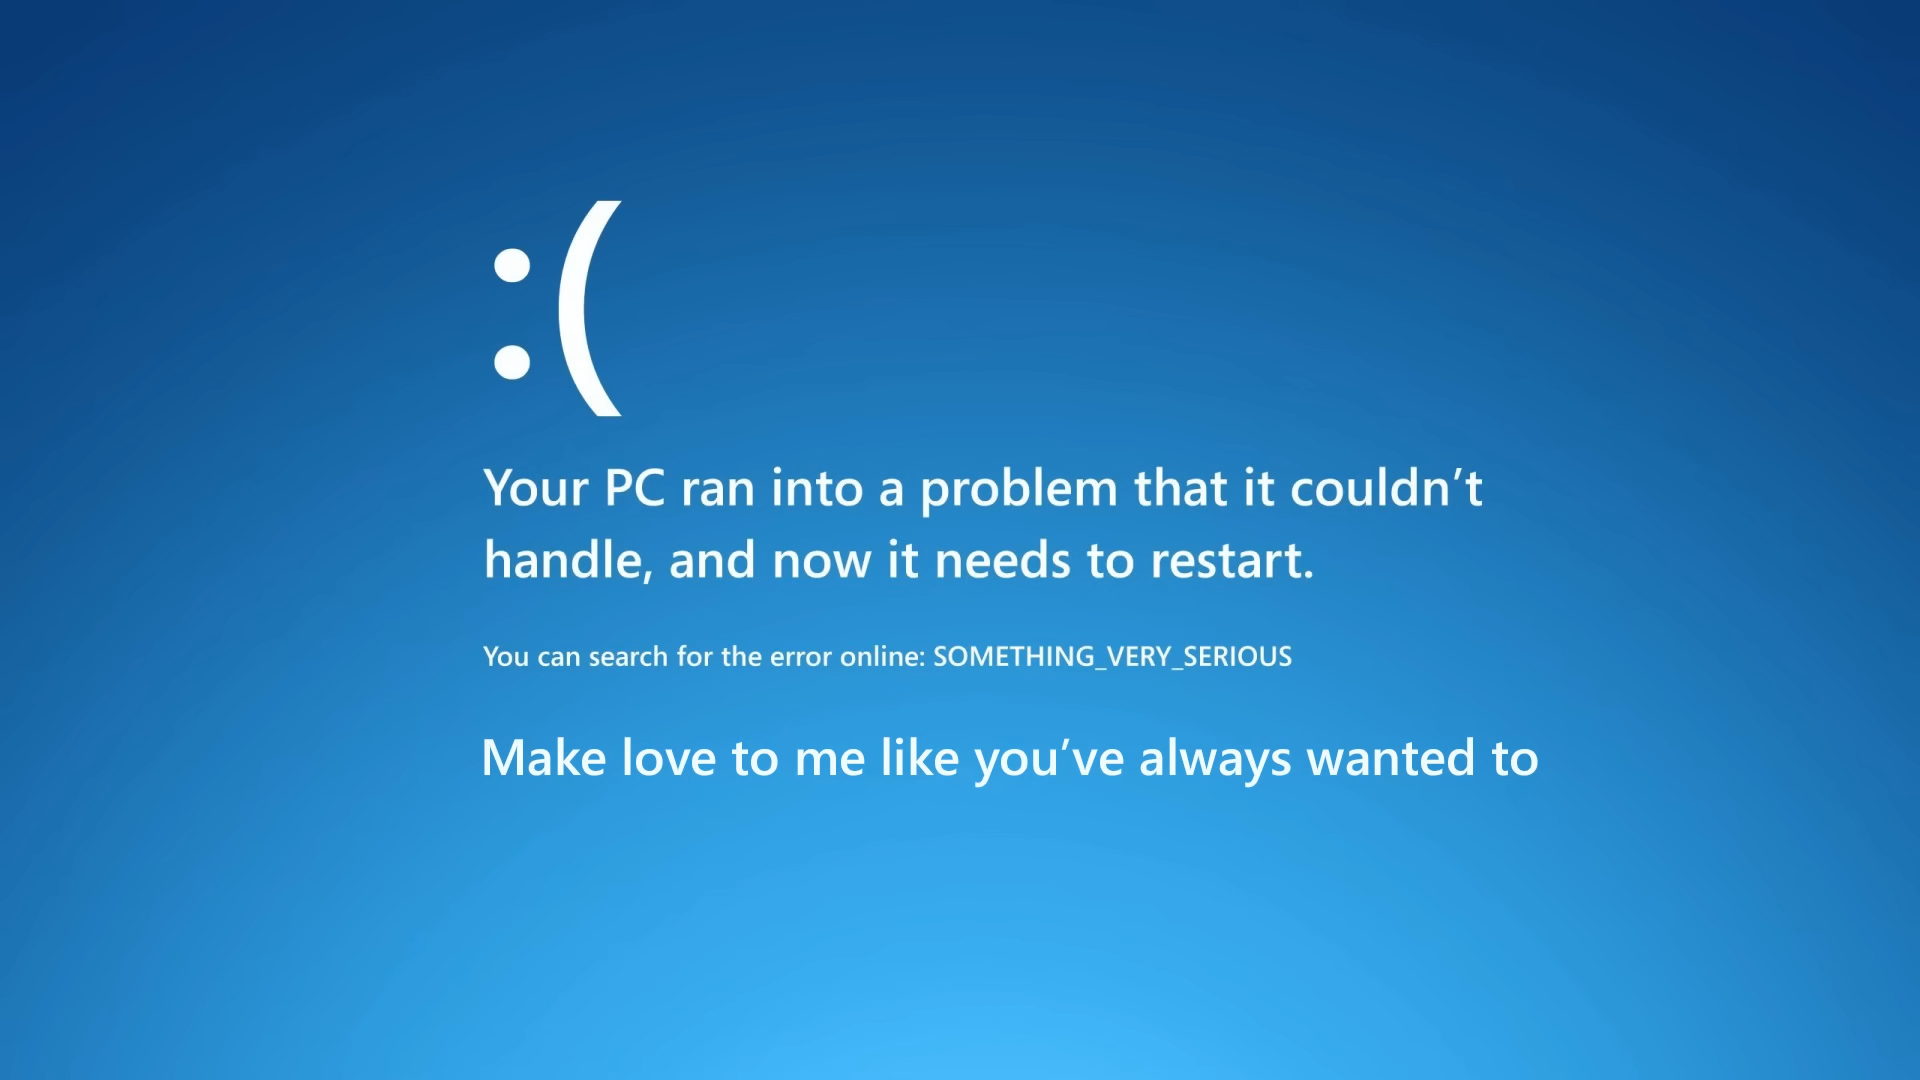 :(
Your PC ran into a problem that it couldn’t
handle, and now it needs to restart.
You can search for the error online: SOMETHING_VERY_SERIOUS
Make love to me like you’ve always wanted to